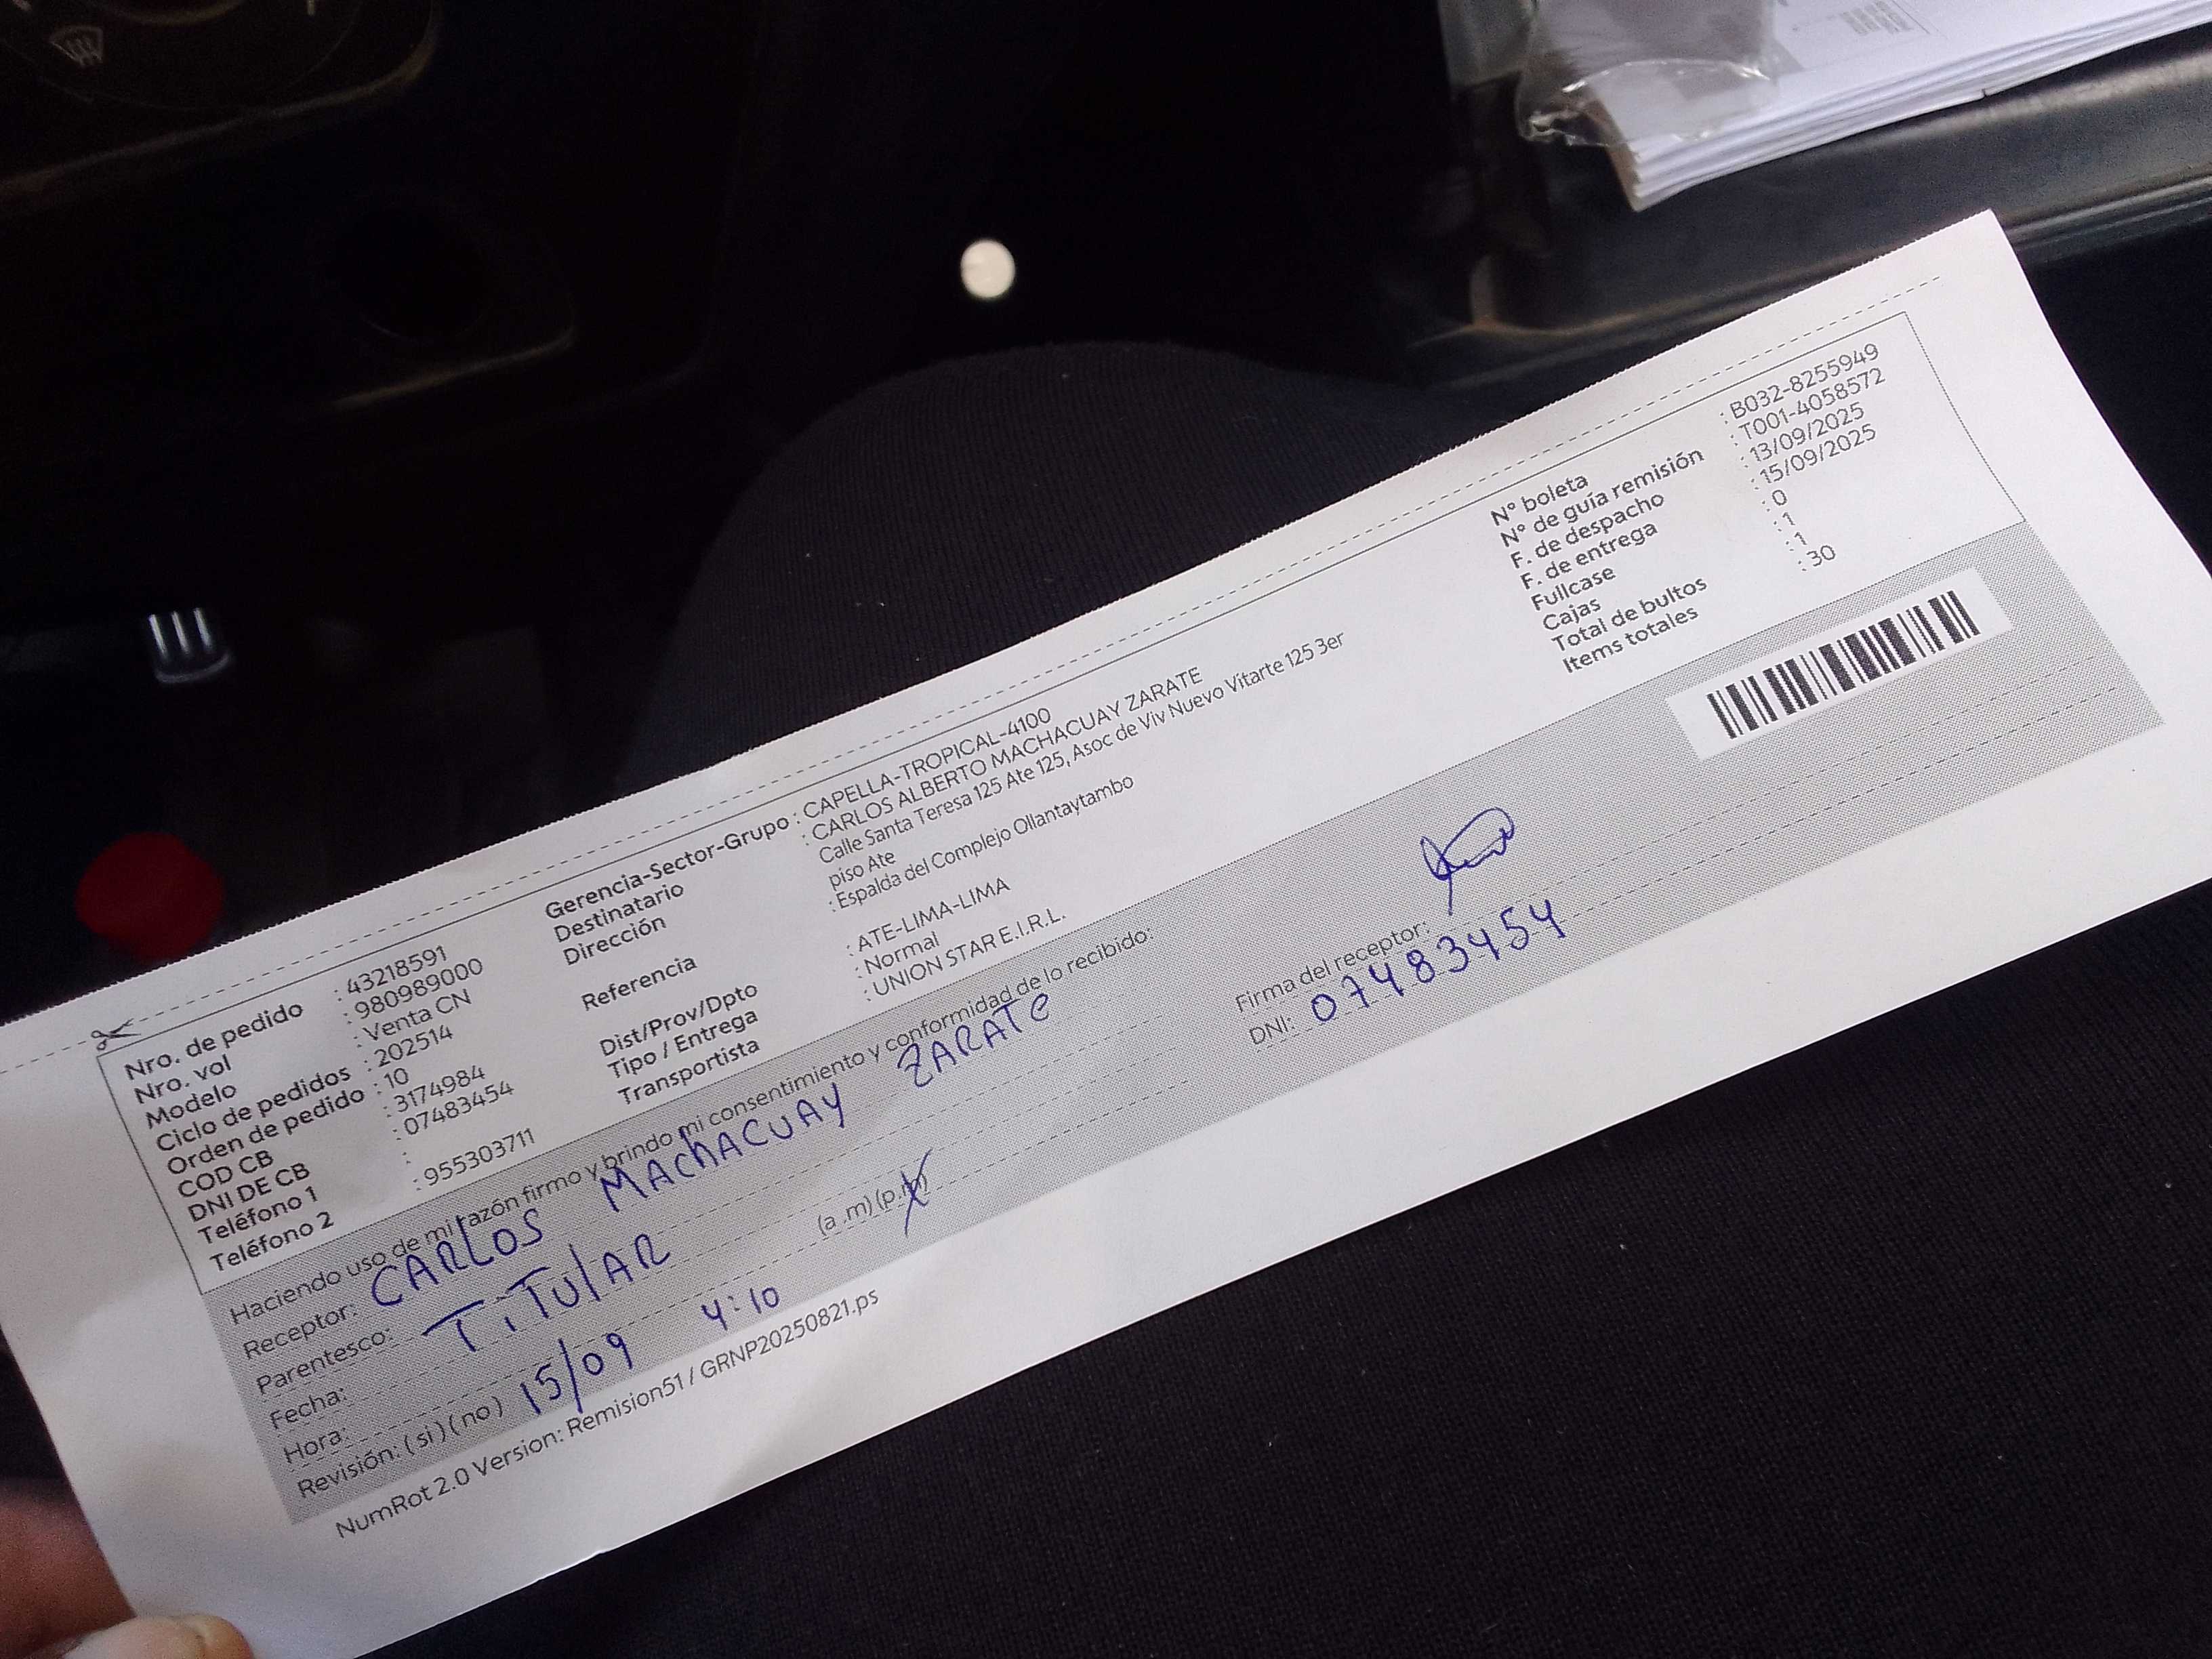 Nro. de pedido : 43218591
Nro. vol : 980989000
Modelo : Venta CN
Ciclo de pedidos : 202514
Orden de pedido : 10
COD CB : 3174984
DNI DE CB : 07483454
Teléfono 1 :
Teléfono 2 : 955303711
Gerencia-Sector-Grupo : CAPELLA-TROPICAL-4100
Destinatario : CARLOS ALBERTO MACHACUAY ZARATE
Dirección : Calle Santa Teresa 125 Ate 125, Asoc de Viv Nuevo Vitarte 125 3er
piso Ate
Referencia : Espalda del Complejo Ollantaytambo
Dist/Prov/Dpto : ATE-LIMA-LIMA
Tipo / Entrega : Normal
Transportista : UNION STAR E.I.R.L.
N° boleta : B032-8255949
N° de guía remisión : T001-4058572
F. de despacho : 13/09/2025
F. de entrega : 15/09/2025
Fullcase : 0
Cajas : 1
Total de bultos : 1
Items totales : 30
Haciendo uso de mi razón firmo y brindo mi consentimiento y conformidad de lo recibido:
Receptor: CARLOS MACHACUAY ZARATE
Parentesco: TiTulAR
Fecha:
Hora: (a .m) (p.m)
Revisión: (si) (no) 15/09 4:10
Firma del receptor:
DNI: 07483454
NumRot 2.0 Version: Remision51 / GRNP20250821.ps